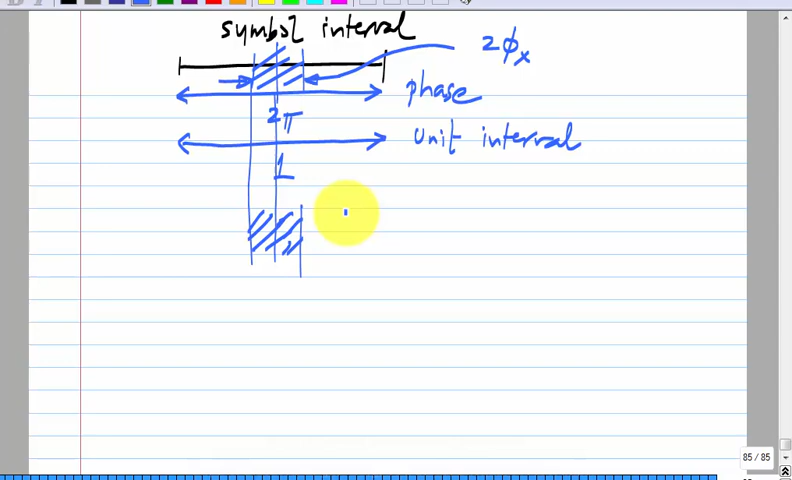 symbol interval
2ϕx
phase
2π
unit interval
1
85 / 85